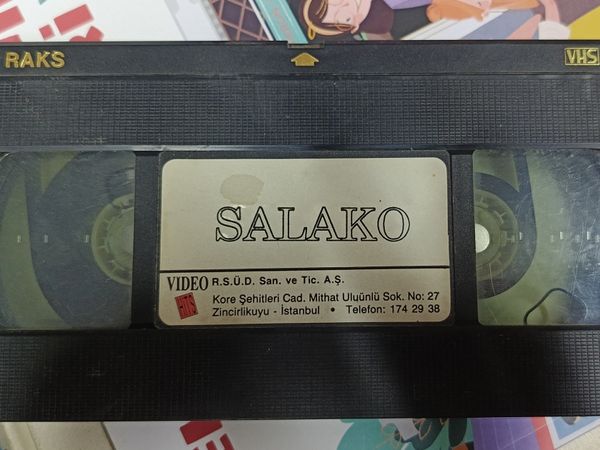 RAKS
VHS
SALAKO
VIDEO R.S.Ü.D. San. ve Tic. A.Ş.
HITS
Kore Şehitleri Cad. Mithat Uluünlü Sok. No: 27
Zincirlikuyu - İstanbul • Telefon: 174 29 38